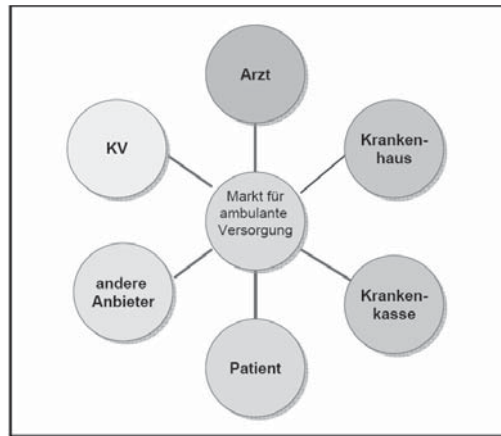 Arzt
KV
Kranken-
haus
Markt für
ambulante
Versorgung
andere
Anbieter
Kranken-
kasse
Patient